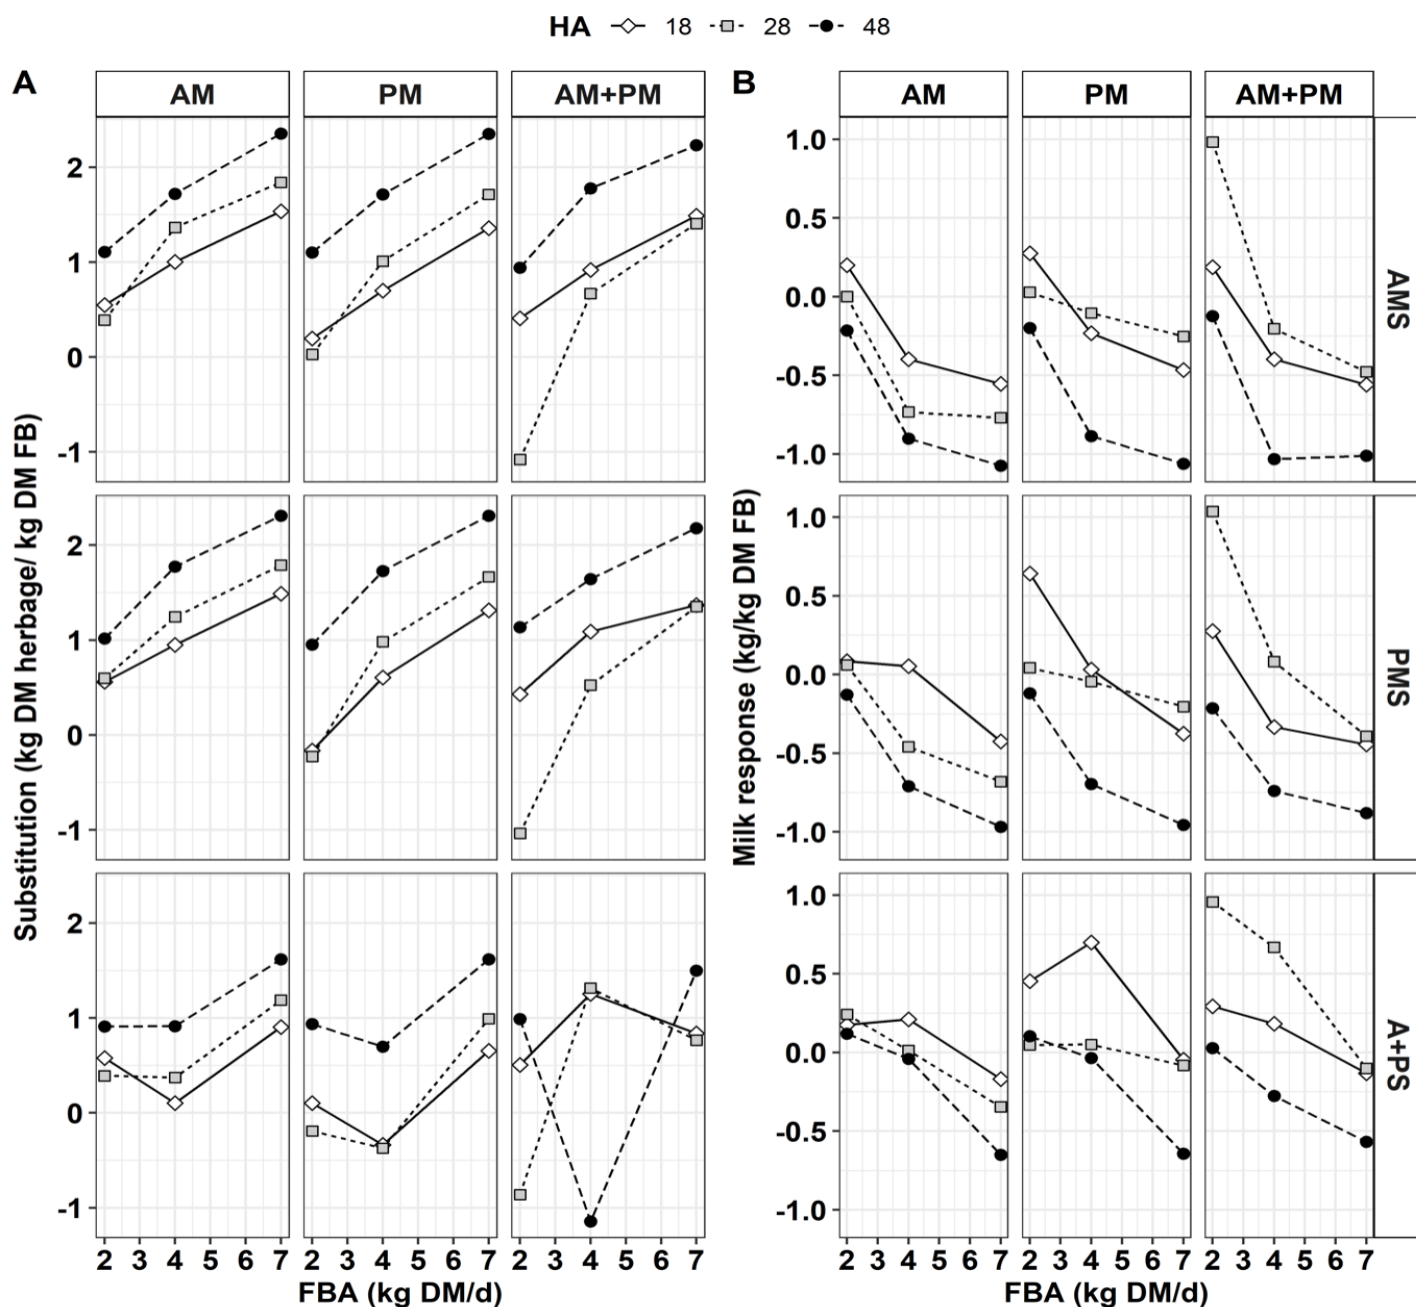 HA 18 28 48
A B
AM PM AM+PM AM PM AM+PM
2
1
0
-1
1.0
0.5
0.0
-0.5
-1.0
AMS
2
1
0
-1
1.0
0.5
0.0
-0.5
-1.0
PMS
2
1
0
-1
1.0
0.5
0.0
-0.5
-1.0
A+PS
Substitution (kg DM herbage/ kg DM FB)
Milk response (kg/kg DM FB)
2 3 4 5 6 7 2 3 4 5 6 7 2 3 4 5 6 7
2 3 4 5 6 7 2 3 4 5 6 7 2 3 4 5 6 7
FBA (kg DM/d) FBA (kg DM/d)